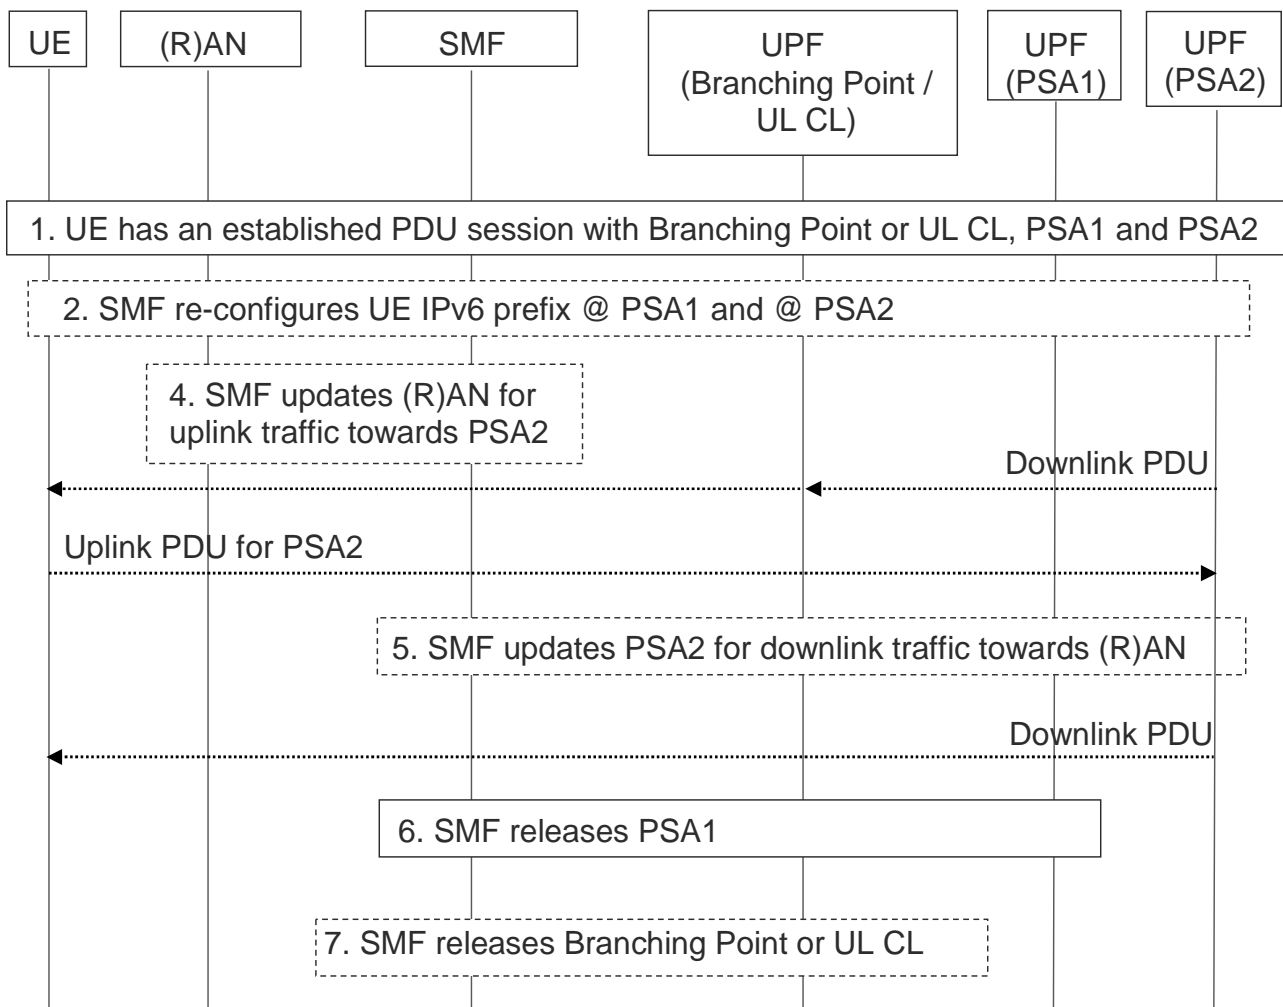 UE
(R)AN
SMF
UPF
(Branching Point /
UL CL)
UPF
(PSA1)
UPF
(PSA2)
1. UE has an established PDU session with Branching Point or UL CL, PSA1 and PSA2
2. SMF re-configures UE IPv6 prefix @ PSA1 and @ PSA2
4. SMF updates (R)AN for
uplink traffic towards PSA2
Downlink PDU
Uplink PDU for PSA2
5. SMF updates PSA2 for downlink traffic towards (R)AN
Downlink PDU
6. SMF releases PSA1
7. SMF releases Branching Point or UL CL